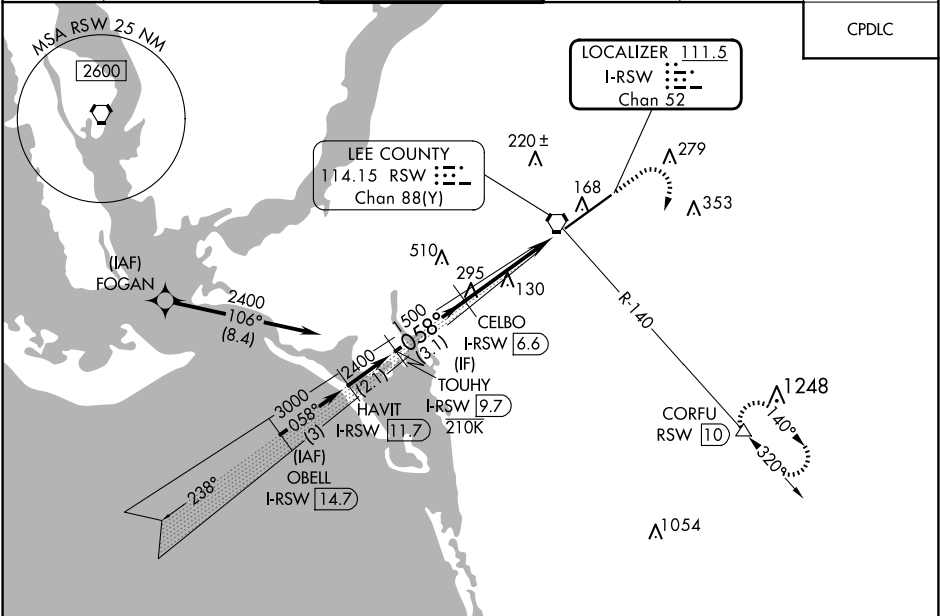 CPDLC
MSA RSW 25 NM
2600
LOCALIZER 111.5
I-RSW
Chan 52
LEE COUNTY
114.15 RSW
Chan 88(Y)
220 ±
279
168
353
510
295
130
(IAF)
FOGAN
2400
106°
(8.4)
1500
058°
(3.1)
CELBO
I-RSW 6.6
(IF)
TOUHY
I-RSW 9.7
210K
2400
(2.1)
HAVIT
I-RSW 11.7
3000
058°
(3)
(IAF)
OBELL
I-RSW 14.7
238°
R-140
CORFU
RSW 10
1248
140°
320°
1054